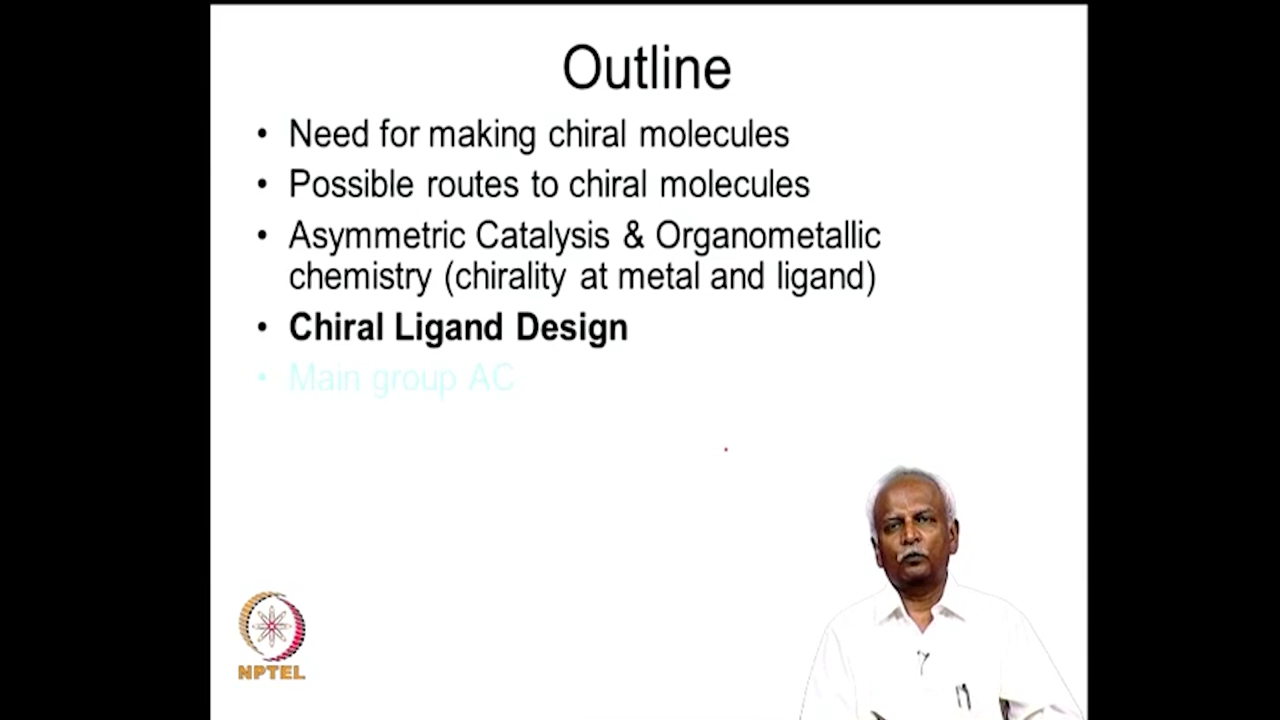 Outline
• Need for making chiral molecules
• Possible routes to chiral molecules
• Asymmetric Catalysis & Organometallic
chemistry (chirality at metal and ligand)
• Chiral Ligand Design
• Main group AC
NPTEL